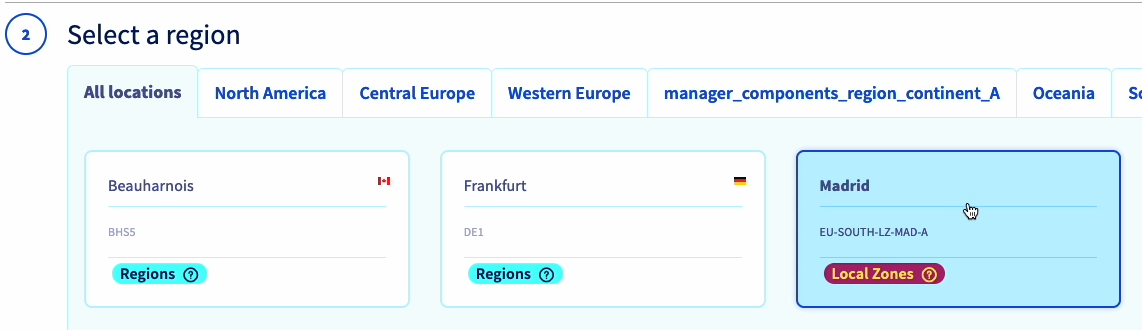 2 Select a region
All locations North America Central Europe Western Europe manager_components_region_continent_A Oceania
Beauharnois Frankfurt Madrid
BHS5 DE1 EU-SOUTH-LZ-MAD-A
Regions ? Regions ? Local Zones ?